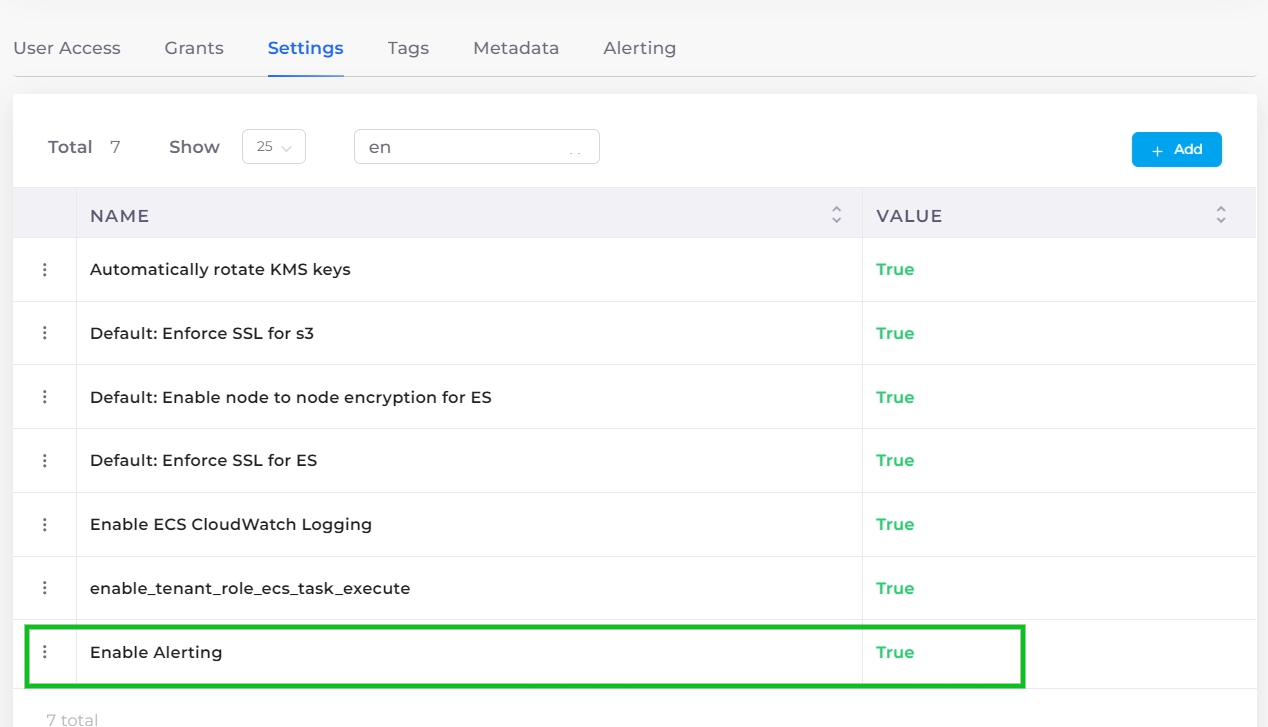 User Access Grants Settings Tags Metadata Alerting
Total 7 Show 25 en + Add
NAME VALUE
Automatically rotate KMS keys True
Default: Enforce SSL for s3 True
Default: Enable node to node encryption for ES True
Default: Enforce SSL for ES True
Enable ECS CloudWatch Logging True
enable_tenant_role_ecs_task_execute True
Enable Alerting True
7 total